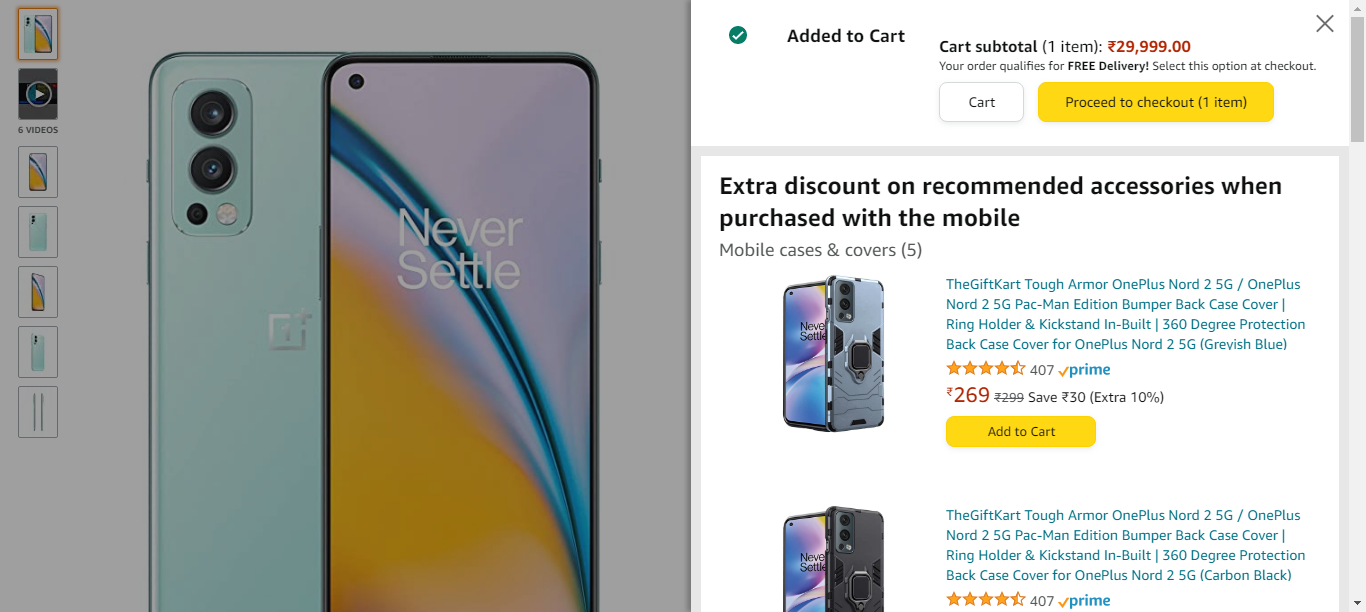 6 VIDEOS
Never
Settle
Added to Cart
Cart subtotal (1 item): ₹29,999.00
Your order qualifies for FREE Delivery! Select this option at checkout.
Cart
Proceed to checkout (1 item)
Extra discount on recommended accessories when
purchased with the mobile
Mobile cases & covers (5)
Never
Settle
TheGiftKart Tough Armor OnePlus Nord 2 5G / OnePlus
Nord 2 5G Pac-Man Edition Bumper Back Case Cover |
Ring Holder & Kickstand In-Built | 360 Degree Protection
Back Case Cover for OnePlus Nord 2 5G (Greyish Blue)
407 prime
₹269 ₹299 Save ₹30 (Extra 10%)
Add to Cart
Never
Settle
TheGiftKart Tough Armor OnePlus Nord 2 5G / OnePlus
Nord 2 5G Pac-Man Edition Bumper Back Case Cover |
Ring Holder & Kickstand In-Built | 360 Degree Protection
Back Case Cover for OnePlus Nord 2 5G (Carbon Black)
407 prime